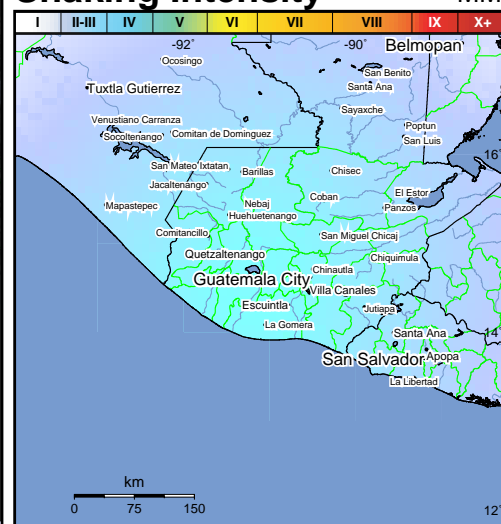 Shaking Intensity
I II-III IV V VI VII VIII IX X+
-92° -90°
Belmopan
Ocosingo
San Benito
Santa Ana
Tuxtla Gutierrez
Sayaxche
Venustiano Carranza
Poptun
Socoltenango
Comitan de Dominguez
San Luis
16°
San Mateo Ixtatan
Barillas
Chisec
Jacaltenango
El Estor
Coban
Mapastepec
Nebaj
Panzos
Huehuetenango
Comitancillo
San Miguel Chicaj
Quetzaltenango
Chiquimula
Chinautla
Guatemala City
Villa Canales
Escuintla
Jutiapa
La Gomera
Santa Ana
14
San Salvador
Apopa
La Libertad
km
0 75 150
12°